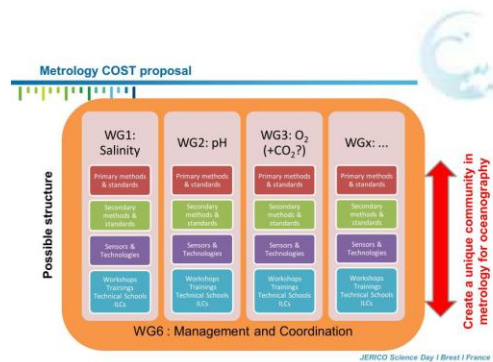 Metrology COST proposal
Possible structure
WG1:
Salinity
Primary methods
& standards
Secondary
methods &
standards
Sensors &
Technologies
Workshops
Trainings
Technical Schools
ILCs
WG2: pH
Primary methods
& standards
Secondary
methods &
standards
Sensors &
Technologies
Workshops
Trainings
Technical Schools
ILCs
WG3: O₂
(+CO₂?)
Primary methods
& standards
Secondary
methods &
standards
Sensors &
Technologies
Workshops
Trainings
Technical Schools
ILCs
WGx: ...
Primary methods
& standards
Secondary
methods &
standards
Sensors &
Technologies
Workshops
Trainings
Technical Schools
ILCs
WG6 : Management and Coordination
Create a unique community in
metrology for oceanography
JERICO Science Day I Brest I France